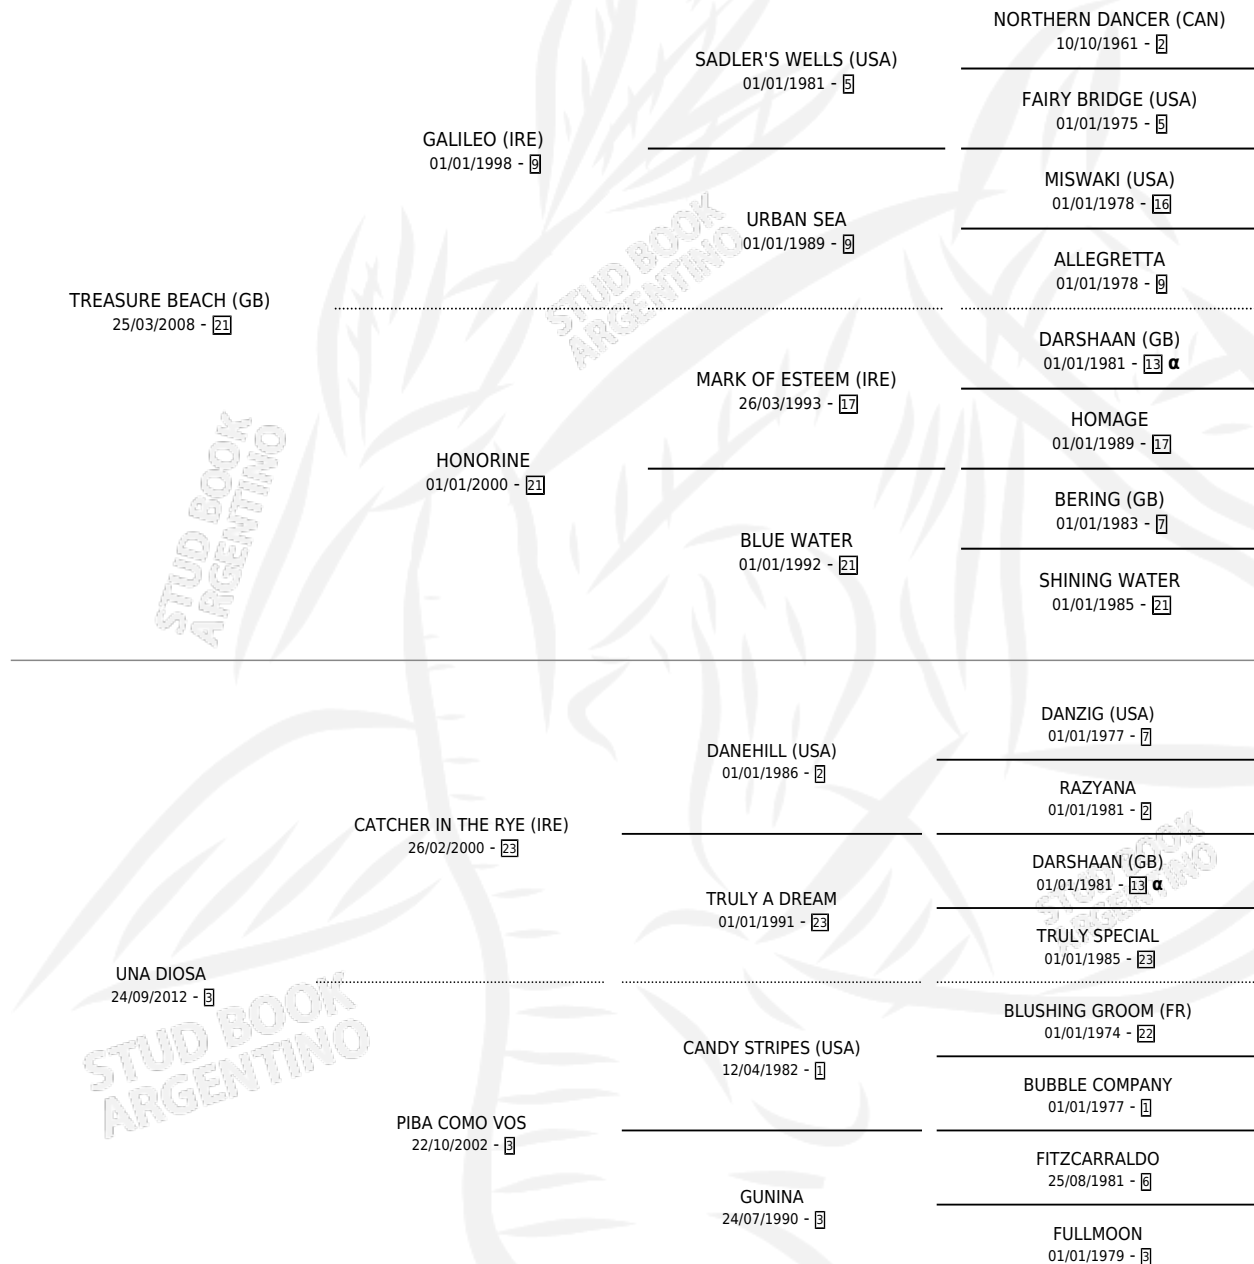 NORTHERN DANCER (CAN)
10/10/1961 - 2
SADLER'S WELLS (USA)
01/01/1981 - 5
FAIRY BRIDGE (USA)
01/01/1975 - 5
GALILEO (IRE)
01/01/1998 - 9
MISWAKI (USA)
01/01/1978 - 16
URBAN SEA
01/01/1989 - 9
ALLEGRETTA
01/01/1978 - 9
TREASURE BEACH (GB)
25/03/2008 - 21
STUD BOOK
ARGENTINO
DARSHAAN (GB)
01/01/1981 - 13 α
MARK OF ESTEEM (IRE)
26/03/1993 - 17
HOMAGE
01/01/1989 - 17
HONORINE
01/01/2000 - 21
STUD BOOK
ARGENTINO
BERING (GB)
01/01/1983 - 7
BLUE WATER
01/01/1992 - 21
SHINING WATER
01/01/1985 - 21
DANZIG (USA)
01/01/1977 - 7
DANEHILL (USA)
01/01/1986 - 2
RAZYANA
01/01/1981 - 2
CATCHER IN THE RYE (IRE)
26/02/2000 - 23
STUD BOOK
ARGENTINO
DARSHAAN (GB)
01/01/1981 - 13 α
TRULY A DREAM
01/01/1991 - 23
TRULY SPECIAL
01/01/1985 - 23
UNA DIOSA
24/09/2012 - 3
STUD BOOK
ARGENTINO
BLUSHING GROOM (FR)
01/01/1974 - 22
CANDY STRIPES (USA)
12/04/1982 - 1
BUBBLE COMPANY
01/01/1977 - 1
PIBA COMO VOS
22/10/2002 - 3
FITZCARRALDO
25/08/1981 - 6
GUNINA
24/07/1990 - 3
FULLMOON
01/01/1979 - 3